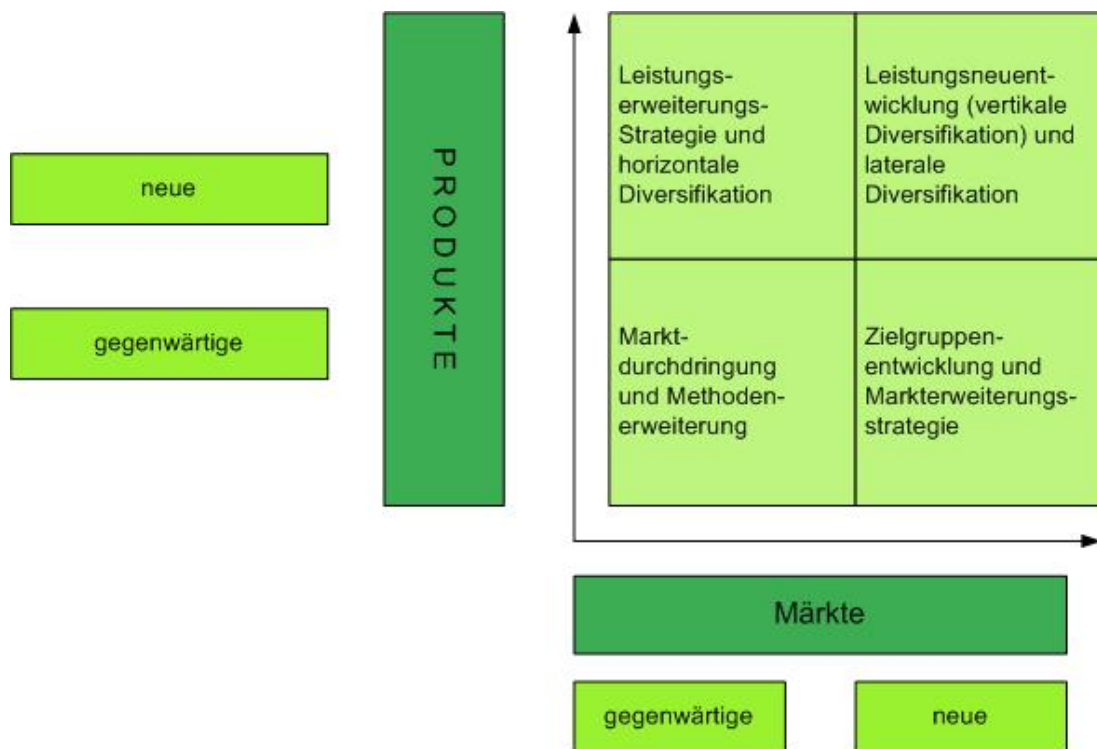 neue
gegenwärtige
PRODUKTE
Leistungs-
erweiterungs-
Strategie und
horizontale
Diversifikation
Leistungsneuent-
wicklung (vertikale
Diversifikation) und
laterale
Diversifikation
Markt-
durchdringung
und Methoden-
erweiterung
Zielgruppen-
entwicklung und
Markterweiterungs-
strategie
Märkte
gegenwärtige
neue